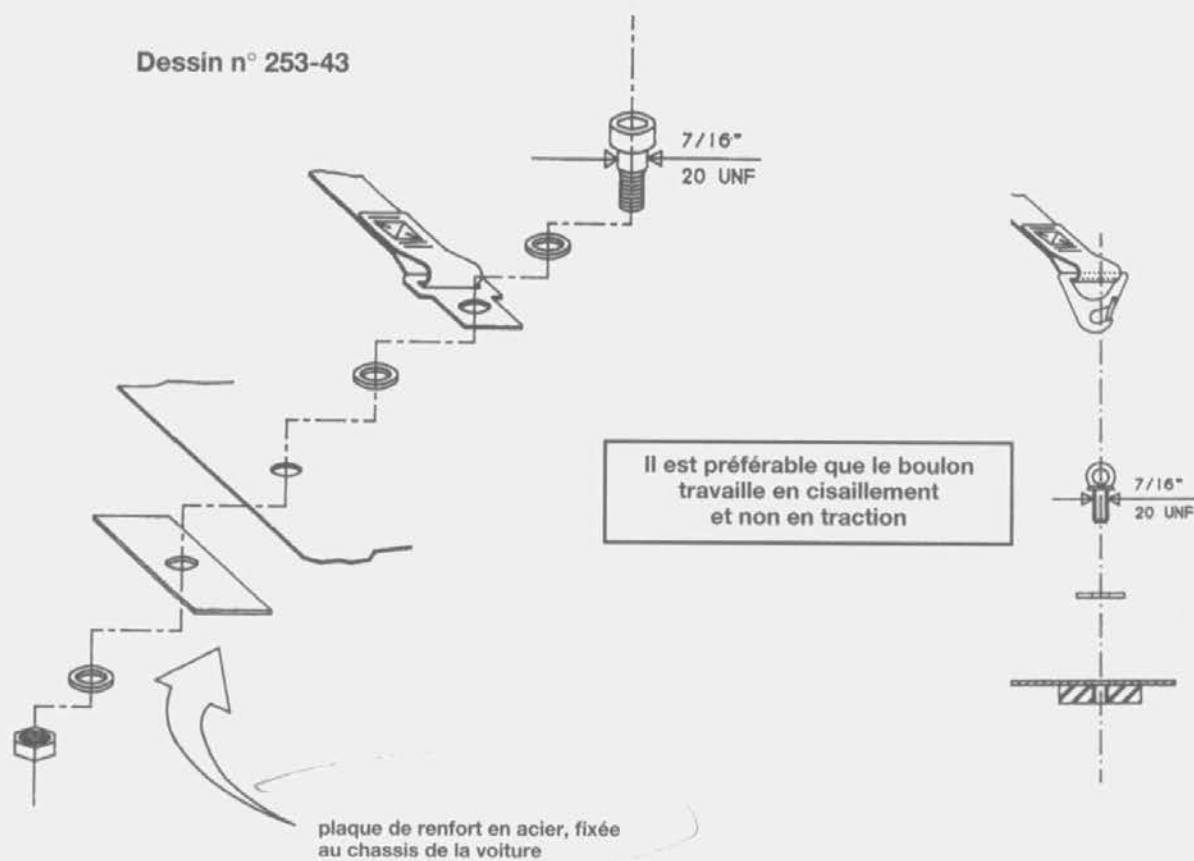 Dessin n° 253-43
7/16"
20 UNF
Il est préférable que le boulon
travaille en cisaillement
et non en traction
7/16"
20 UNF
plaque de renfort en acier, fixée
au chassis de la voiture